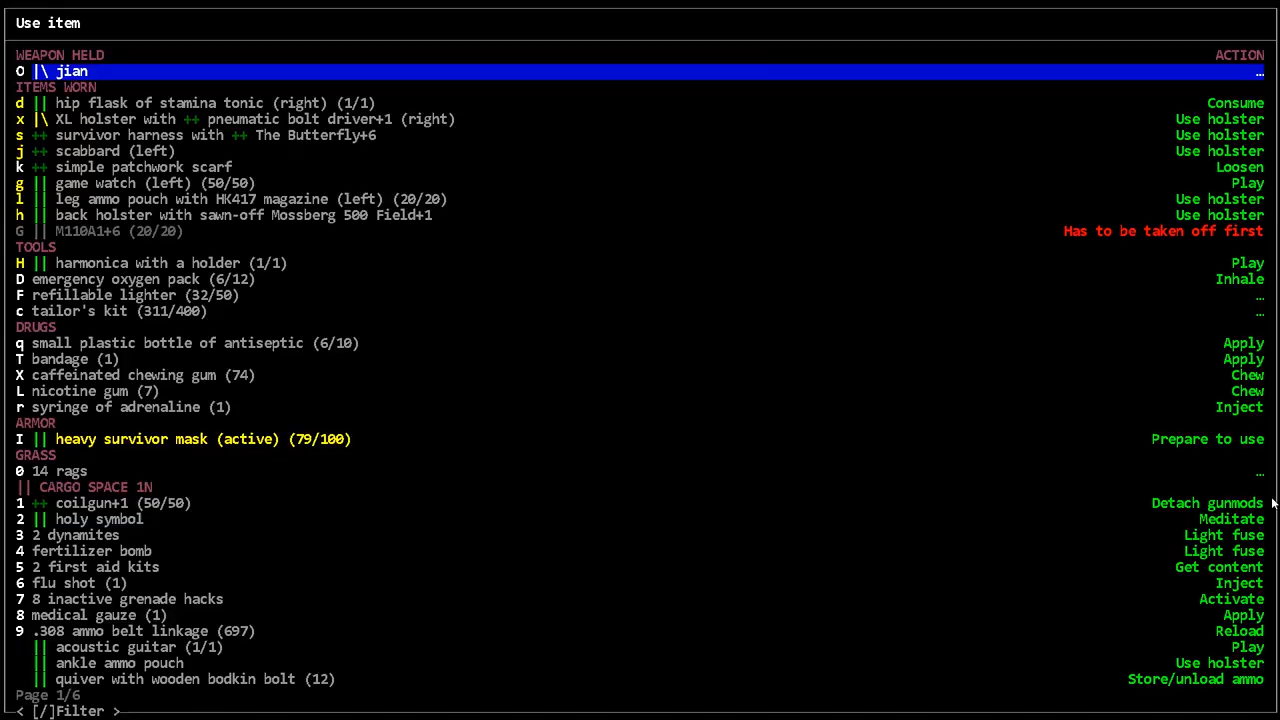 Use item
WEAPON HELD ACTION
O |\ jian …
ITEMS WORN
d || hip flask of stamina tonic (right) (1/1) Consume
x |\ XL holster with ++ pneumatic bolt driver+1 (right) Use holster
s ++ survivor harness with ++ The Butterfly+6 Use holster
j ++ scabbard (left) Use holster
k ++ simple patchwork scarf Loosen
g || game watch (left) (50/50) Play
l || leg ammo pouch with HK417 magazine (left) (20/20) Use holster
h || back holster with sawn-off Mossberg 500 Field+1 Use holster
G || M110A1+6 (20/20) Has to be taken off first
TOOLS
H || harmonica with a holder (1/1) Play
D emergency oxygen pack (6/12) Inhale
F refillable lighter (32/50) …
c tailor's kit (311/400) …
DRUGS
q small plastic bottle of antiseptic (6/10) Apply
T bandage (1) Apply
X caffeinated chewing gum (74) Chew
L nicotine gum (7) Chew
r syringe of adrenaline (1) Inject
ARMOR
I || heavy survivor mask (active) (79/100) Prepare to use
GRASS
0 14 rags …
|| CARGO SPACE 1N
1 ++ coilgun+1 (50/50) Detach gunmods
2 || holy symbol Meditate
3 2 dynamites Light fuse
4 fertilizer bomb Light fuse
5 2 first aid kits Get content
6 flu shot (1) Inject
7 8 inactive grenade hacks Activate
8 medical gauze (1) Apply
9 .308 ammo belt linkage (697) Reload
|| acoustic guitar (1/1) Play
|| ankle ammo pouch Use holster
|| quiver with wooden bodkin bolt (12) Store/unload ammo
Page 1/6
< [/]Filter >